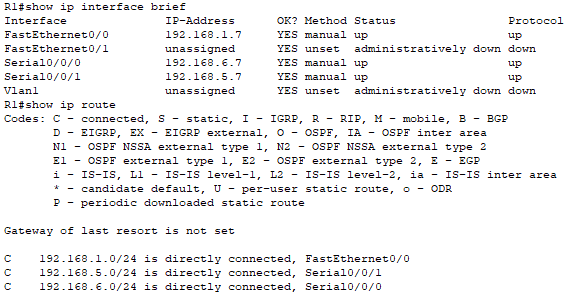 R1#show ip interface brief
Interface              IP-Address      OK? Method Status                Protocol
FastEthernet0/0        192.168.1.7     YES manual up                    up
FastEthernet0/1        unassigned      YES unset  administratively down down
Serial0/0/0            192.168.6.7     YES manual up                    up
Serial0/0/1            192.168.5.7     YES manual up                    up
Vlan1                  unassigned      YES unset  administratively down down
R1#show ip route
Codes: C - connected, S - static, I - IGRP, R - RIP, M - mobile, B - BGP
       D - EIGRP, EX - EIGRP external, O - OSPF, IA - OSPF inter area
       N1 - OSPF NSSA external type 1, N2 - OSPF NSSA external type 2
       E1 - OSPF external type 1, E2 - OSPF external type 2, E - EGP
       i - IS-IS, L1 - IS-IS level-1, L2 - IS-IS level-2, ia - IS-IS inter area
       * - candidate default, U - per-user static route, o - ODR
       P - periodic downloaded static route
Gateway of last resort is not set
C    192.168.1.0/24 is directly connected, FastEthernet0/0
C    192.168.5.0/24 is directly connected, Serial0/0/1
C    192.168.6.0/24 is directly connected, Serial0/0/0